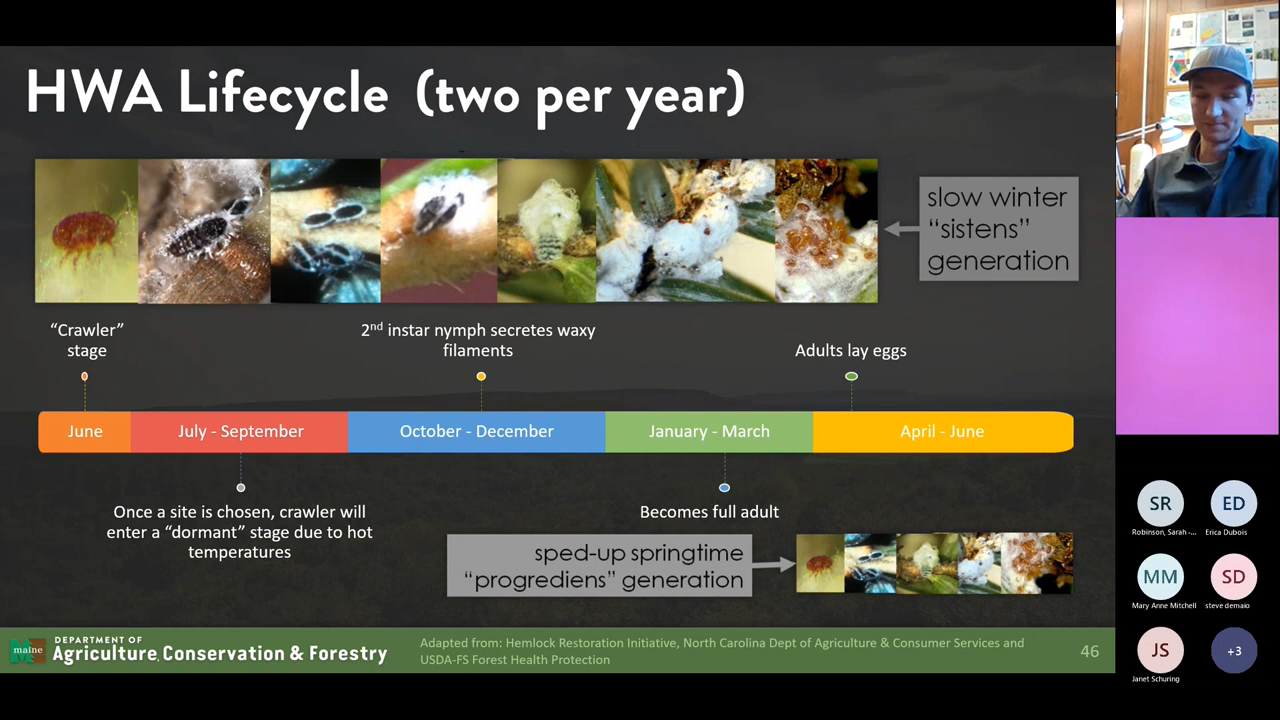 HWA Lifecycle (two per year)
slow winter
“sistens”
generation
“Crawler”
stage
2nd instar nymph secretes waxy
filaments
Adults lay eggs
June
July - September
October - December
January - March
April - June
Once a site is chosen, crawler will
enter a “dormant” stage due to hot
temperatures
Becomes full adult
sped-up springtime
“progrediens” generation
maine
DEPARTMENT OF
Agriculture, Conservation & Forestry
Adapted from: Hemlock Restoration Initiative, North Carolina Dept of Agriculture & Consumer Services and
USDA-FS Forest Health Protection
46
SR
ED
Robinson, Sarah -...
Erica Dubois
MM
SD
Mary Anne Mitchell
steve demaio
JS
+3
Janet Schuring